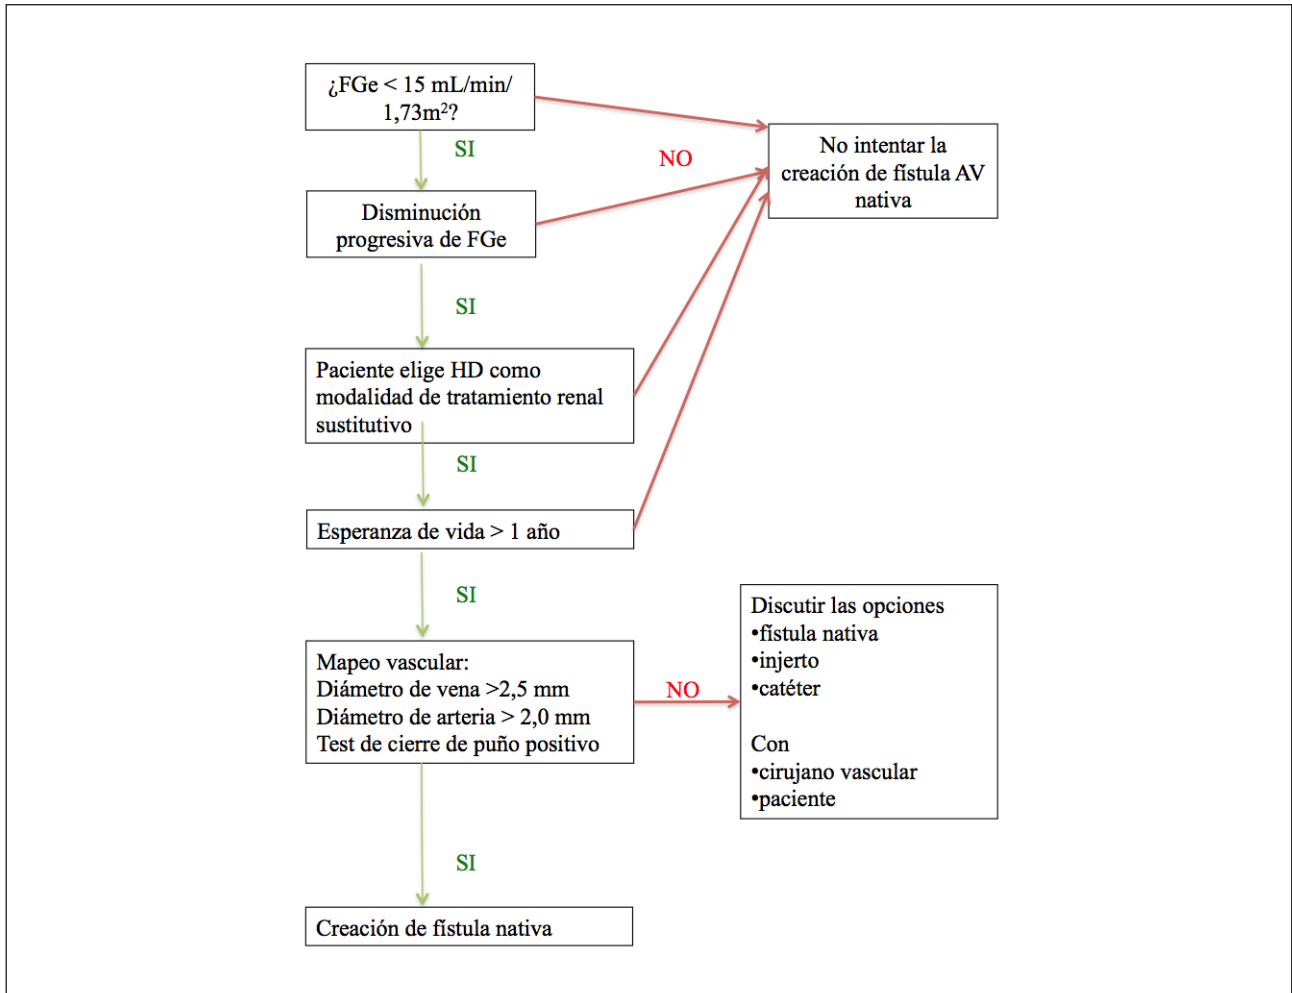 ¿FGe < 15 mL/min/
1,73m²?
SI
NO
No intentar la
creación de fístula AV
nativa
Disminución
progresiva de FGe
SI
Paciente elige HD como
modalidad de tratamiento renal
sustitutivo
SI
Esperanza de vida > 1 año
SI
Mapeo vascular:
Diámetro de vena >2,5 mm
Diámetro de arteria > 2,0 mm
Test de cierre de puño positivo
NO
Discutir las opciones
•fístula nativa
•injerto
•catéter
Con
•cirujano vascular
•paciente
SI
Creación de fístula nativa